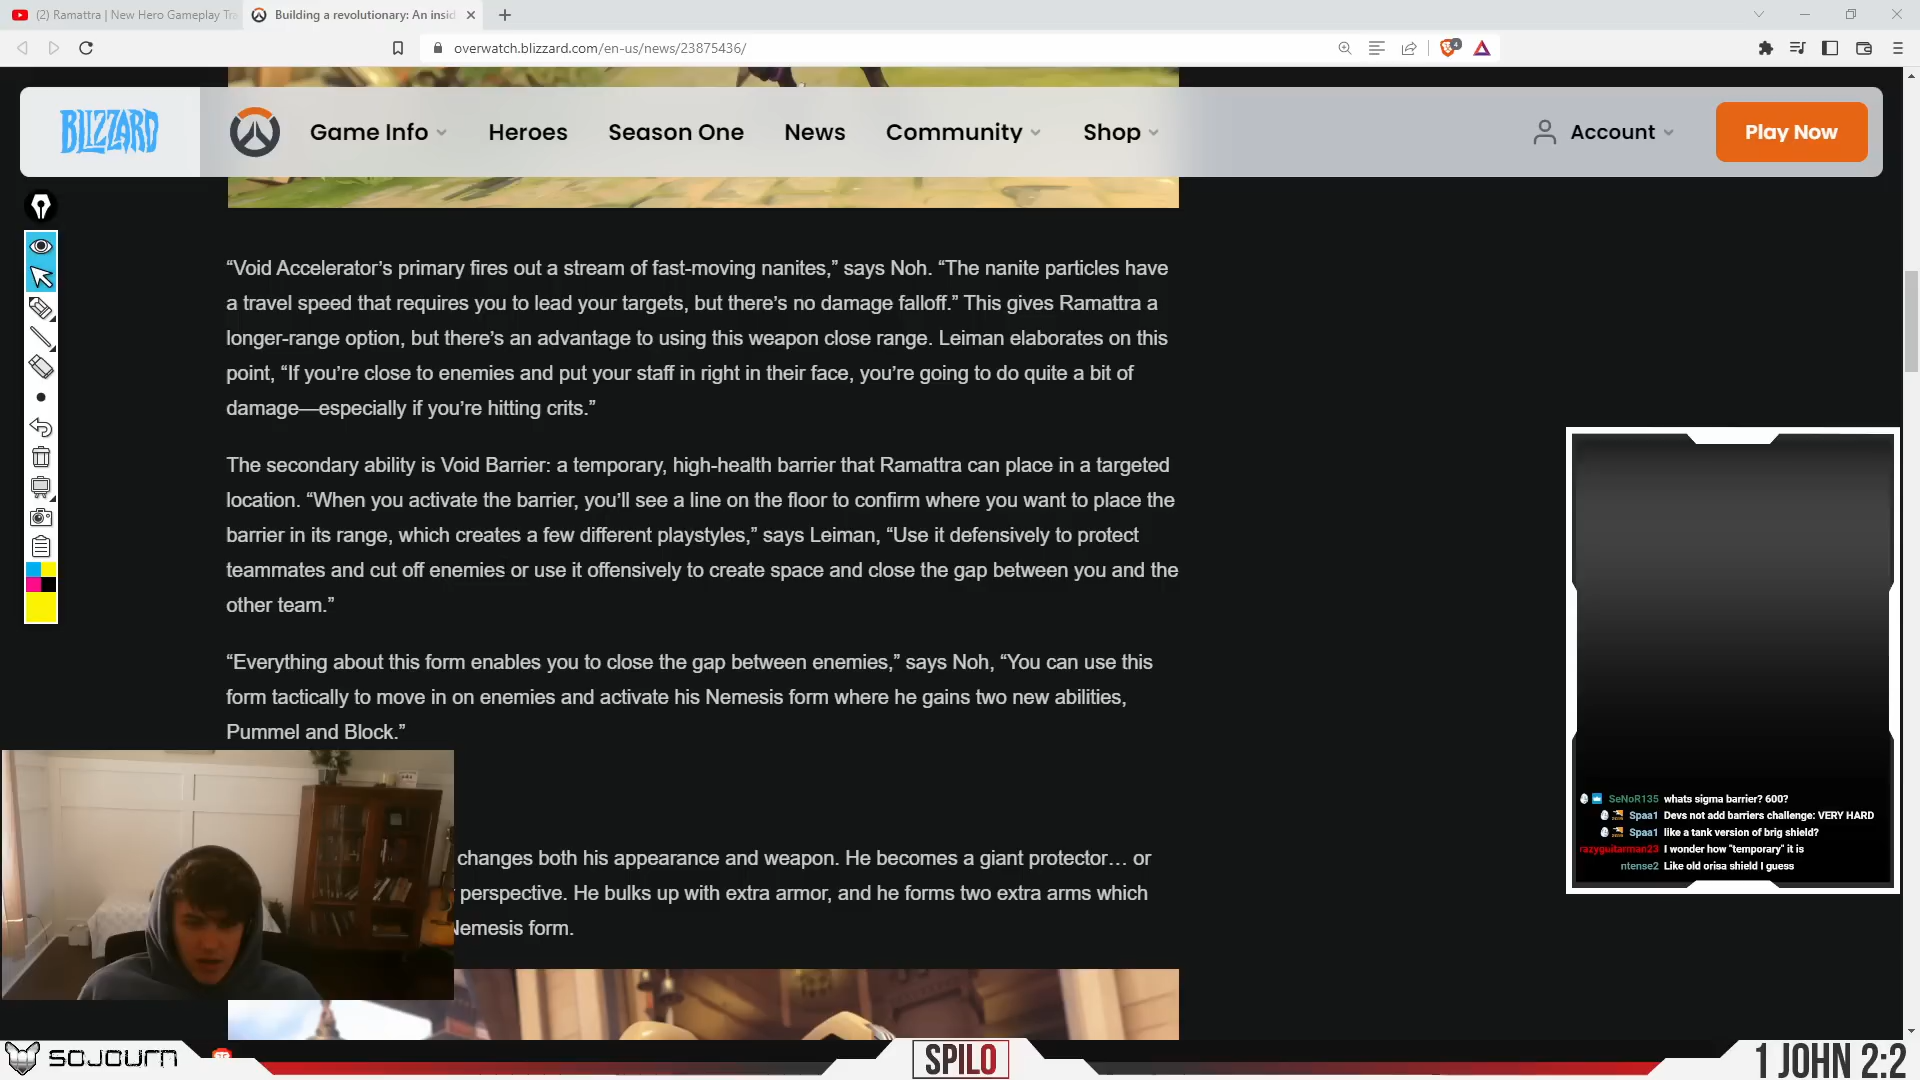 (2) Ramattra | New Hero Gameplay Tra
Building a revolutionary: An insid
overwatch.blizzard.com/en-us/news/23875436/
4
BLIZZARD
Game Info
Heroes
Season One
News
Community
Shop
Account
Play Now
“Void Accelerator’s primary fires out a stream of fast-moving nanites,” says Noh. “The nanite particles have
a travel speed that requires you to lead your targets, but there’s no damage falloff.” This gives Ramattra a
longer-range option, but there’s an advantage to using this weapon close range. Leiman elaborates on this
point, “If you’re close to enemies and put your staff in right in their face, you’re going to do quite a bit of
damage—especially if you’re hitting crits.”
The secondary ability is Void Barrier: a temporary, high-health barrier that Ramattra can place in a targeted
location. “When you activate the barrier, you’ll see a line on the floor to confirm where you want to place the
barrier in its range, which creates a few different playstyles,” says Leiman, “Use it defensively to protect
teammates and cut off enemies or use it offensively to create space and close the gap between you and the
other team.”
“Everything about this form enables you to close the gap between enemies,” says Noh, “You can use this
form tactically to move in on enemies and activate his Nemesis form where he gains two new abilities,
Pummel and Block.”
changes both his appearance and weapon. He becomes a giant protector… or
perspective. He bulks up with extra armor, and he forms two extra arms which
Nemesis form.
SeNoR135 whats sigma barrier? 600?
Spaa1 Devs not add barriers challenge: VERY HARD
Spaa1 like a tank version of brig shield?
razyguitarman23 I wonder how "temporary" it is
ntense2 Like old orisa shield I guess
SOJOURN
SPILO
1 JOHN 2:2